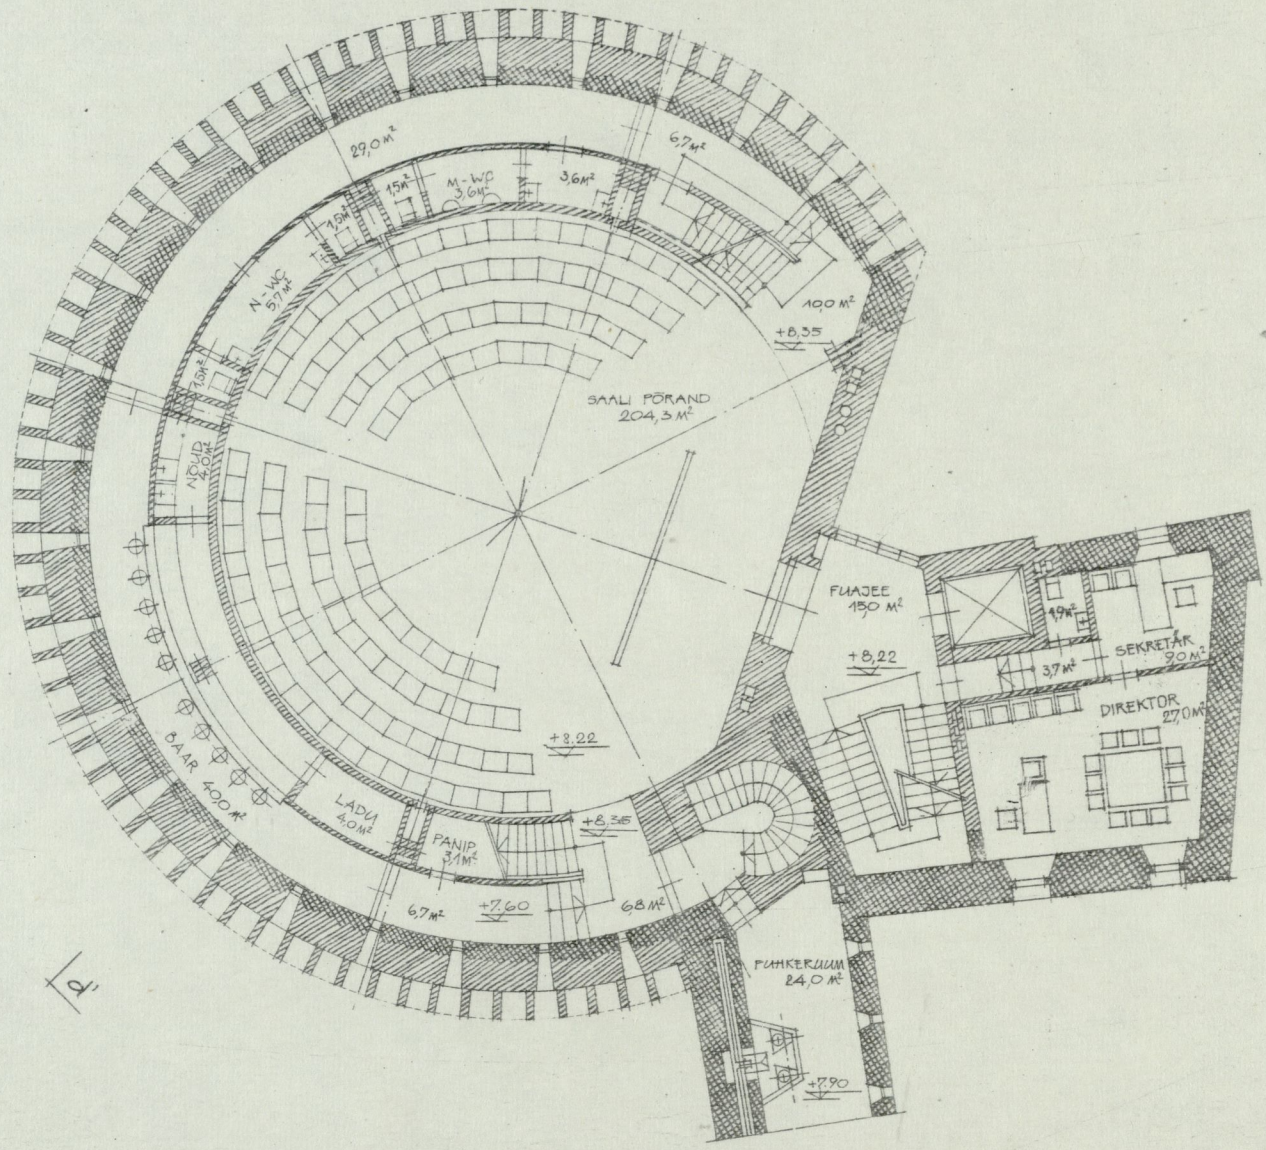 29,0 M²
6,7 M²
1,5 M²
M-WC
3,6 M²
3,6 M²
1,5 M²
N-WC
5,7 M²
10,0 M²
+8,35
1,5 M²
SAALI PÕRAND
204,3 M²
NÕUD
4,0 M²
FUAJEE
15,0 M²
1,9 M²
SEKRETÄR
9,0 M²
+8,22
3,7 M²
DIREKTOR
27,0 M²
+8,22
BAAR 40,0 M²
LADU
4,0 M²
PANIP.
3,1 M²
+8,35
6,7 M²
+7,60
6,8 M²
PUHKERUUM
24,0 M²
d'
+7,90